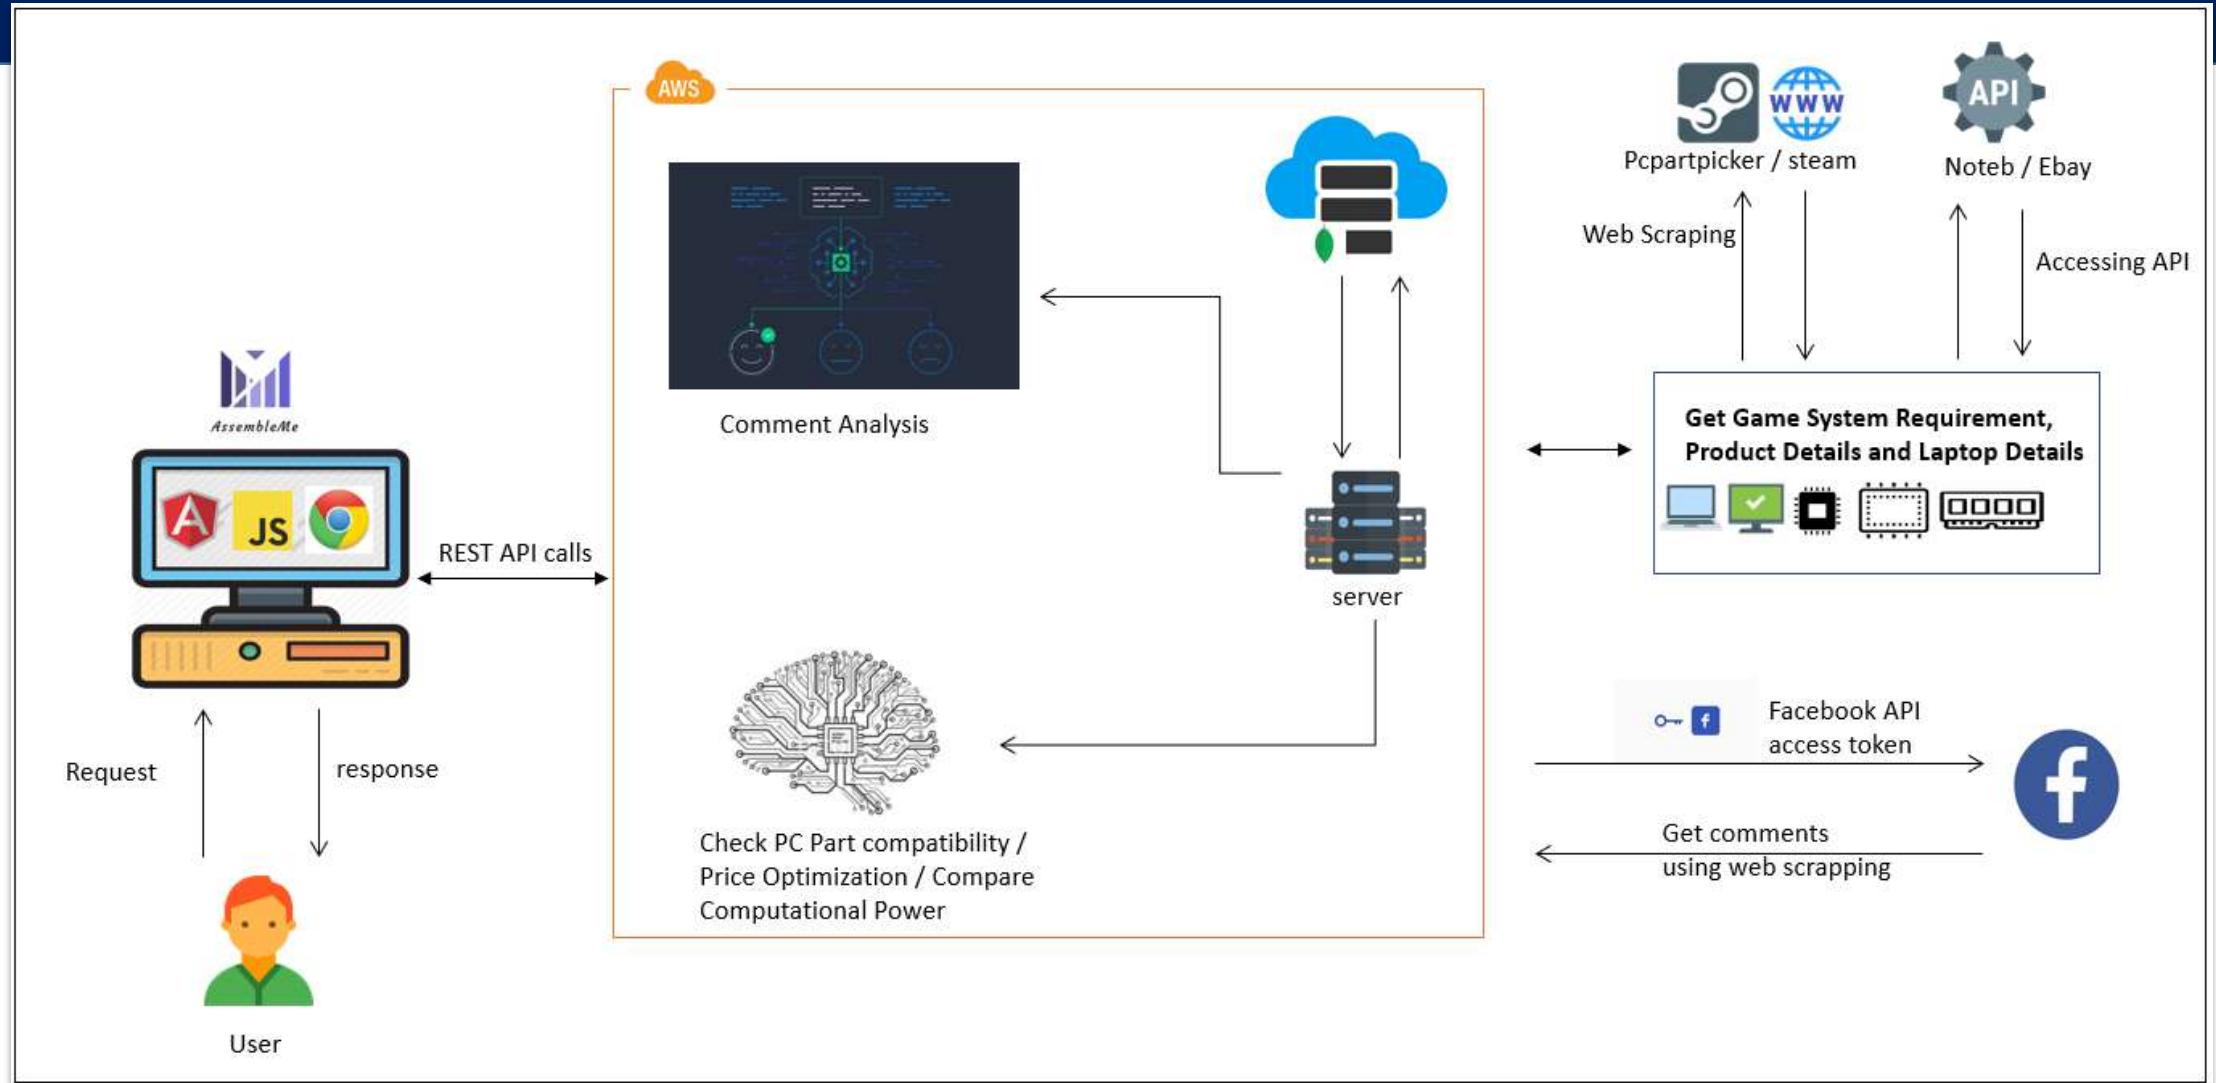 AWS
WWW
API
Pcpartpicker / steam
Noteb / Ebay
Web Scraping
Accessing API
AssembleMe
Comment Analysis
Get Game System Requirement,
Product Details and Laptop Details
JS
REST API calls
server
Request
response
Facebook API
access token
Get comments
using web scrapping
Check PC Part compatibility /
Price Optimization / Compare
Computational Power
User